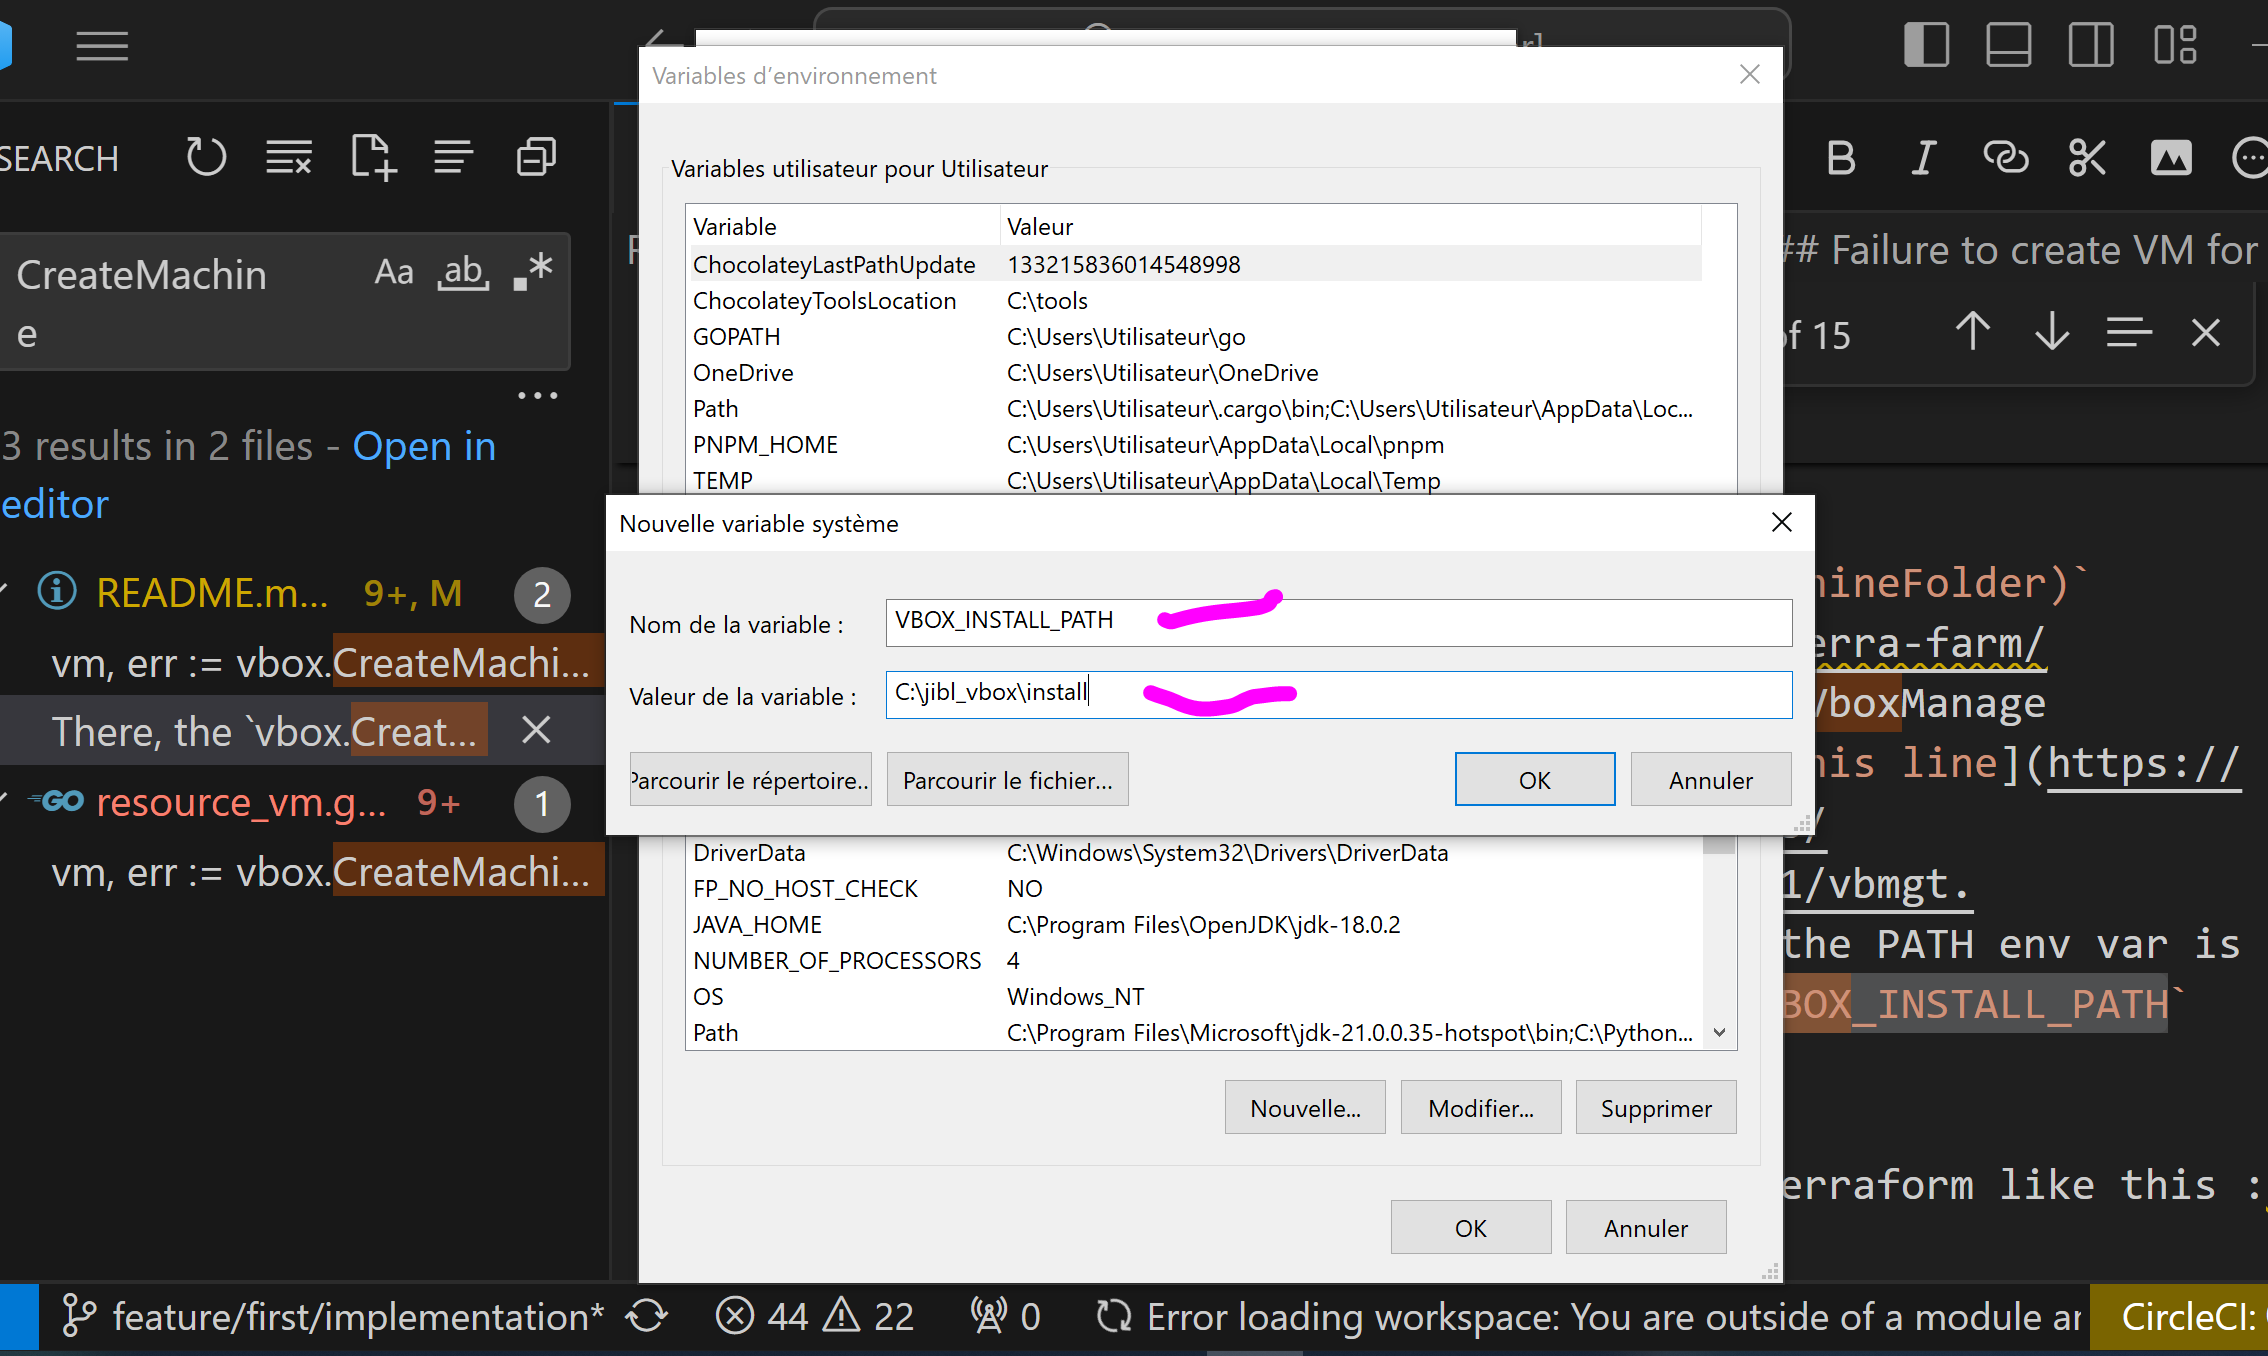 Variables d'environnement
SEARCH
Variables utilisateur pour Utilisateur
Variable Valeur
ChocolateyLastPathUpdate 133215836014548998
ChocolateyToolsLocation C:\tools
GOPATH C:\Users\Utilisateur\go
OneDrive C:\Users\Utilisateur\OneDrive
Path C:\Users\Utilisateur\.cargo\bin;C:\Users\Utilisateur\AppData\Loc...
PNPM_HOME C:\Users\Utilisateur\AppData\Local\pnpm
TEMP C:\Users\Utilisateur\AppData\Local\Temp
CreateMachin
e
Aa ab
3 results in 2 files - Open in
editor
README.m... 9+, M 2
vm, err := vbox.CreateMachi...
There, the `vbox.Creat...
GO resource_vm.g... 9+ 1
vm, err := vbox.CreateMachi...
Nouvelle variable système
Nom de la variable : VBOX_INSTALL_PATH
Valeur de la variable : C:\jibl_vbox\install
Parcourir le répertoire... Parcourir le fichier... OK Annuler
DriverData C:\Windows\System32\Drivers\DriverData
FP_NO_HOST_CHECK NO
JAVA_HOME C:\Program Files\OpenJDK\jdk-18.0.2
NUMBER_OF_PROCESSORS 4
OS Windows_NT
Path C:\Program Files\Microsoft\jdk-21.0.0.35-hotspot\bin;C:\Python...
Nouvelle... Modifier... Supprimer
OK Annuler
B I
## Failure to create VM for
of 15
hineFolder)`
erra-farm/
VboxManage
his line](https://
1/vbmgt.
the PATH env var is
BOX_INSTALL_PATH`
erraform like this :
feature/first/implementation* 44 22 0 Error loading workspace: You are outside of a module ar CircleCI: